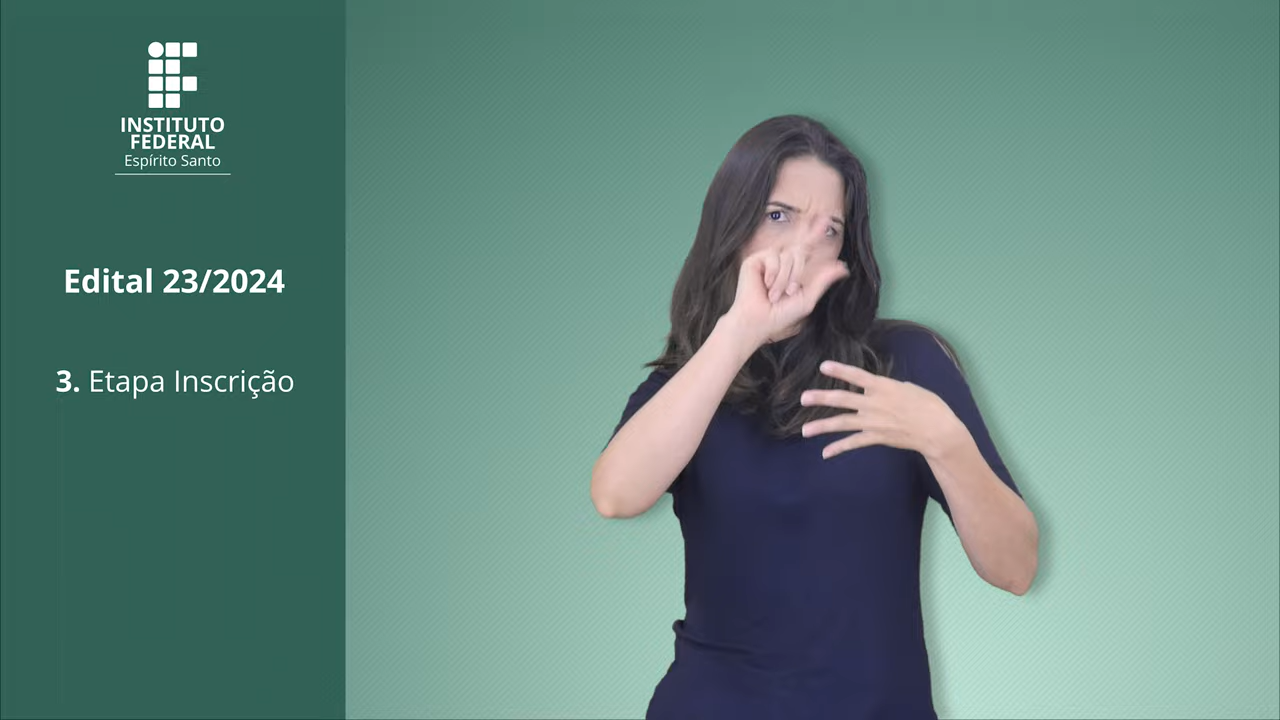 INSTITUTO
FEDERAL
Espírito Santo
Edital 23/2024
3. Etapa Inscrição